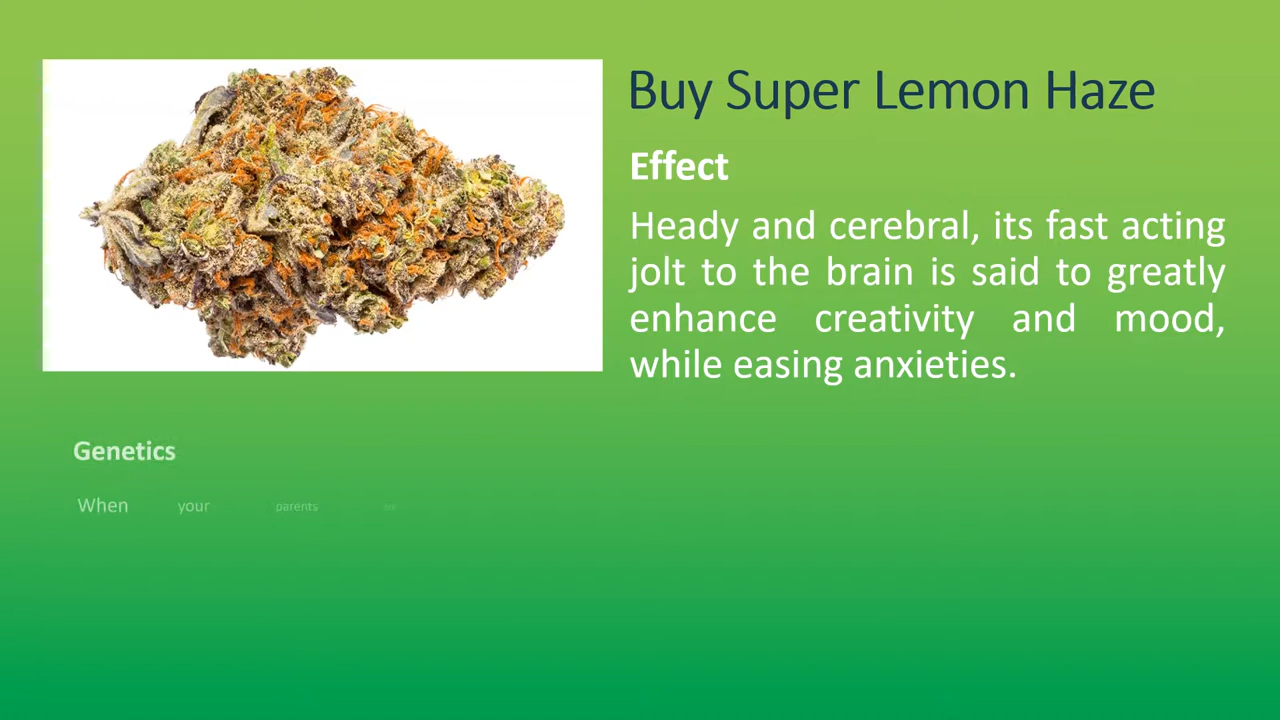 Buy Super Lemon Haze
Effect
Heady and cerebral, its fast acting
jolt to the brain is said to greatly
enhance creativity and mood,
while easing anxieties.
Genetics
When your parents